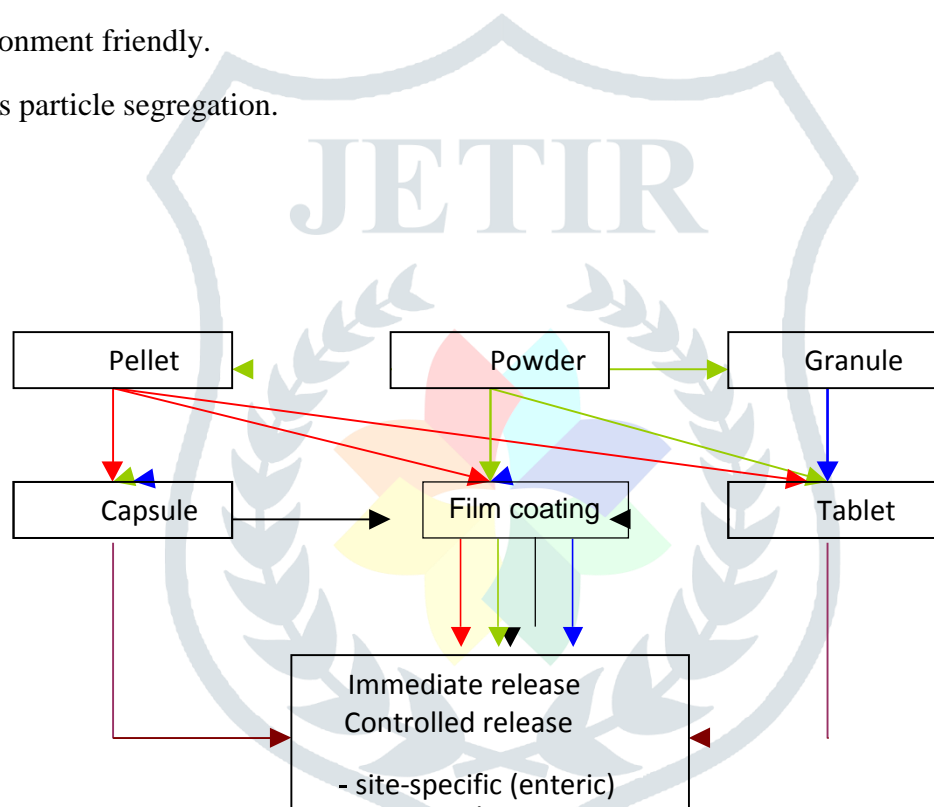 onment friendly.
s particle segregation.
JETIR
Pellet
Powder
Granule
Capsule
Film coating
Tablet
Immediate release
Controlled release
- site-specific (enteric)